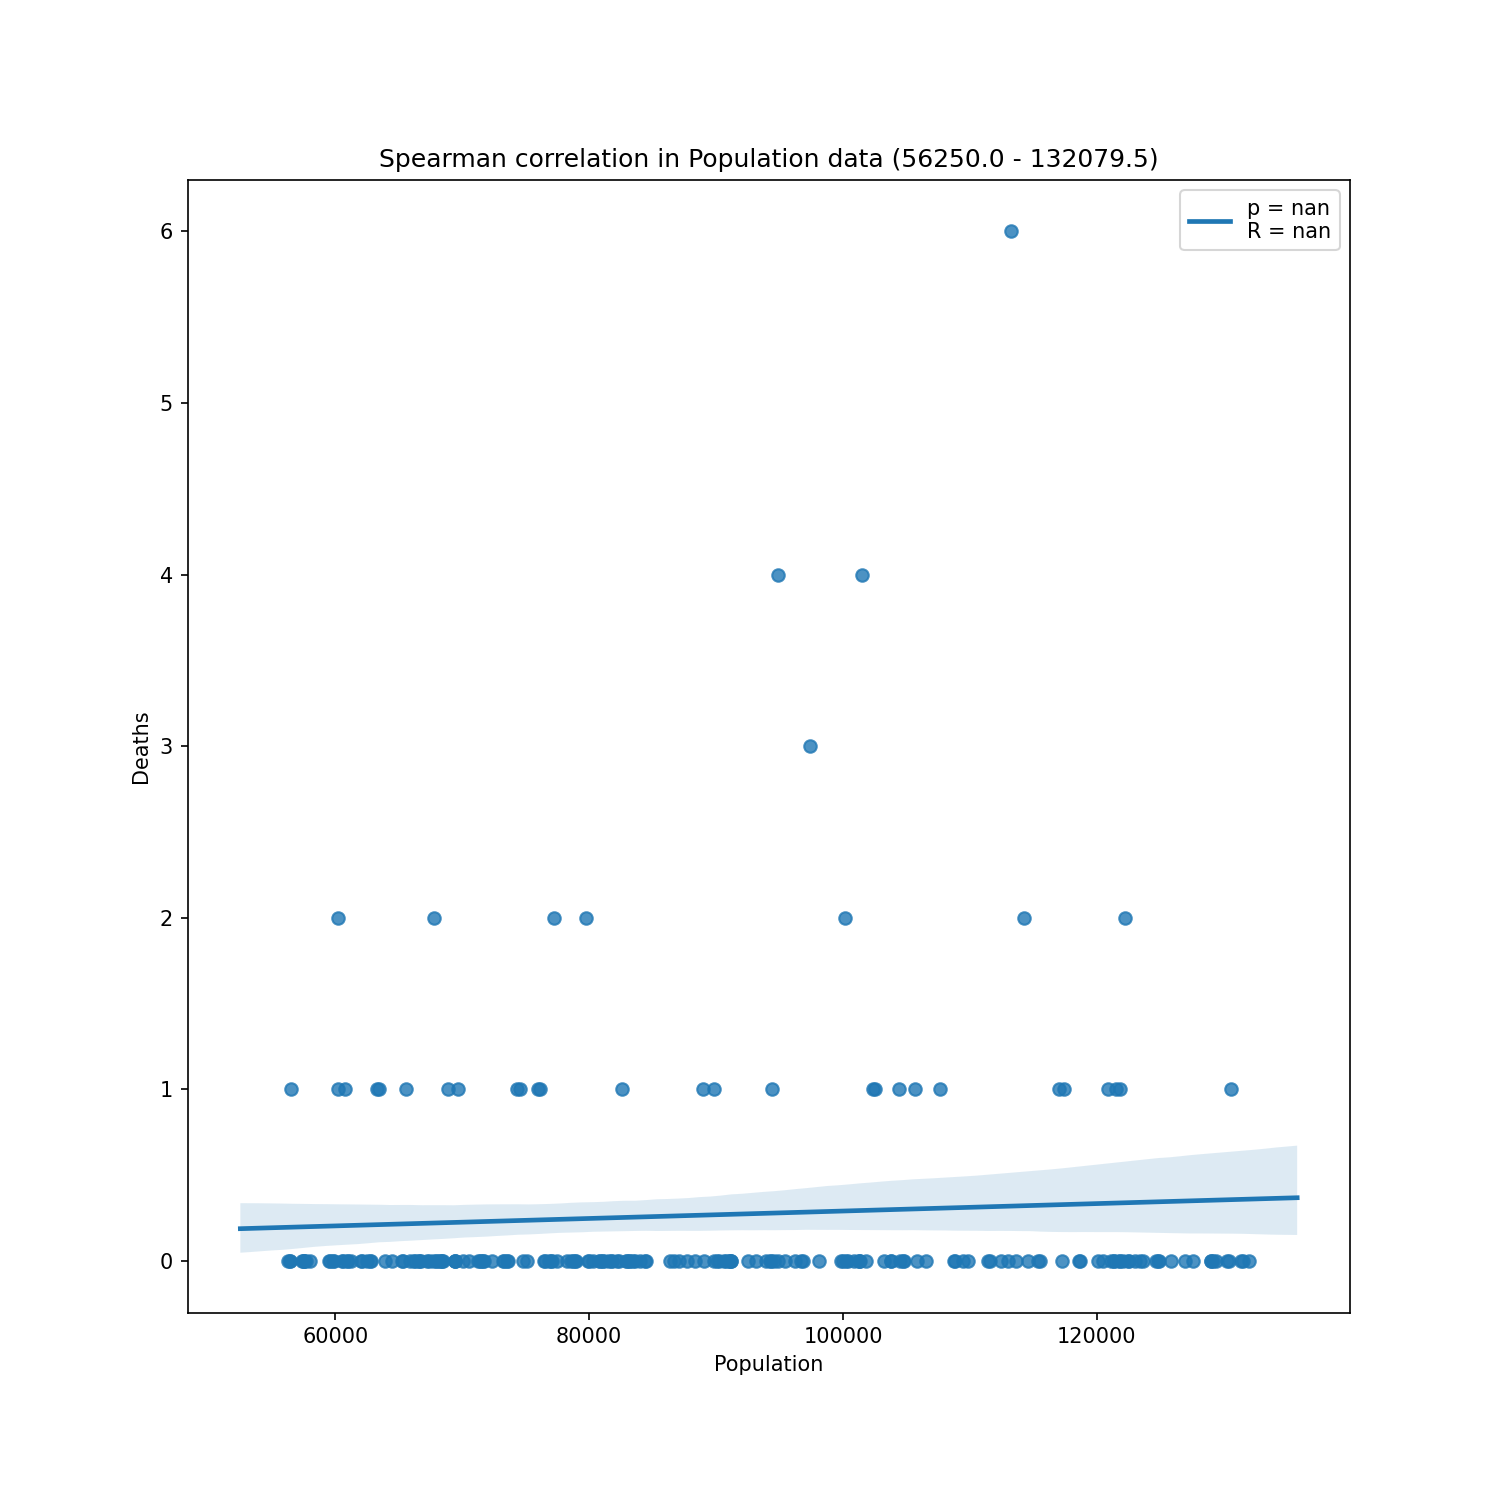 Spearman correlation in Population data (56250.0 - 132079.5)
p = nan
R = nan
6
5
4
3
2
1
0
Deaths
60000 80000 100000 120000
Population